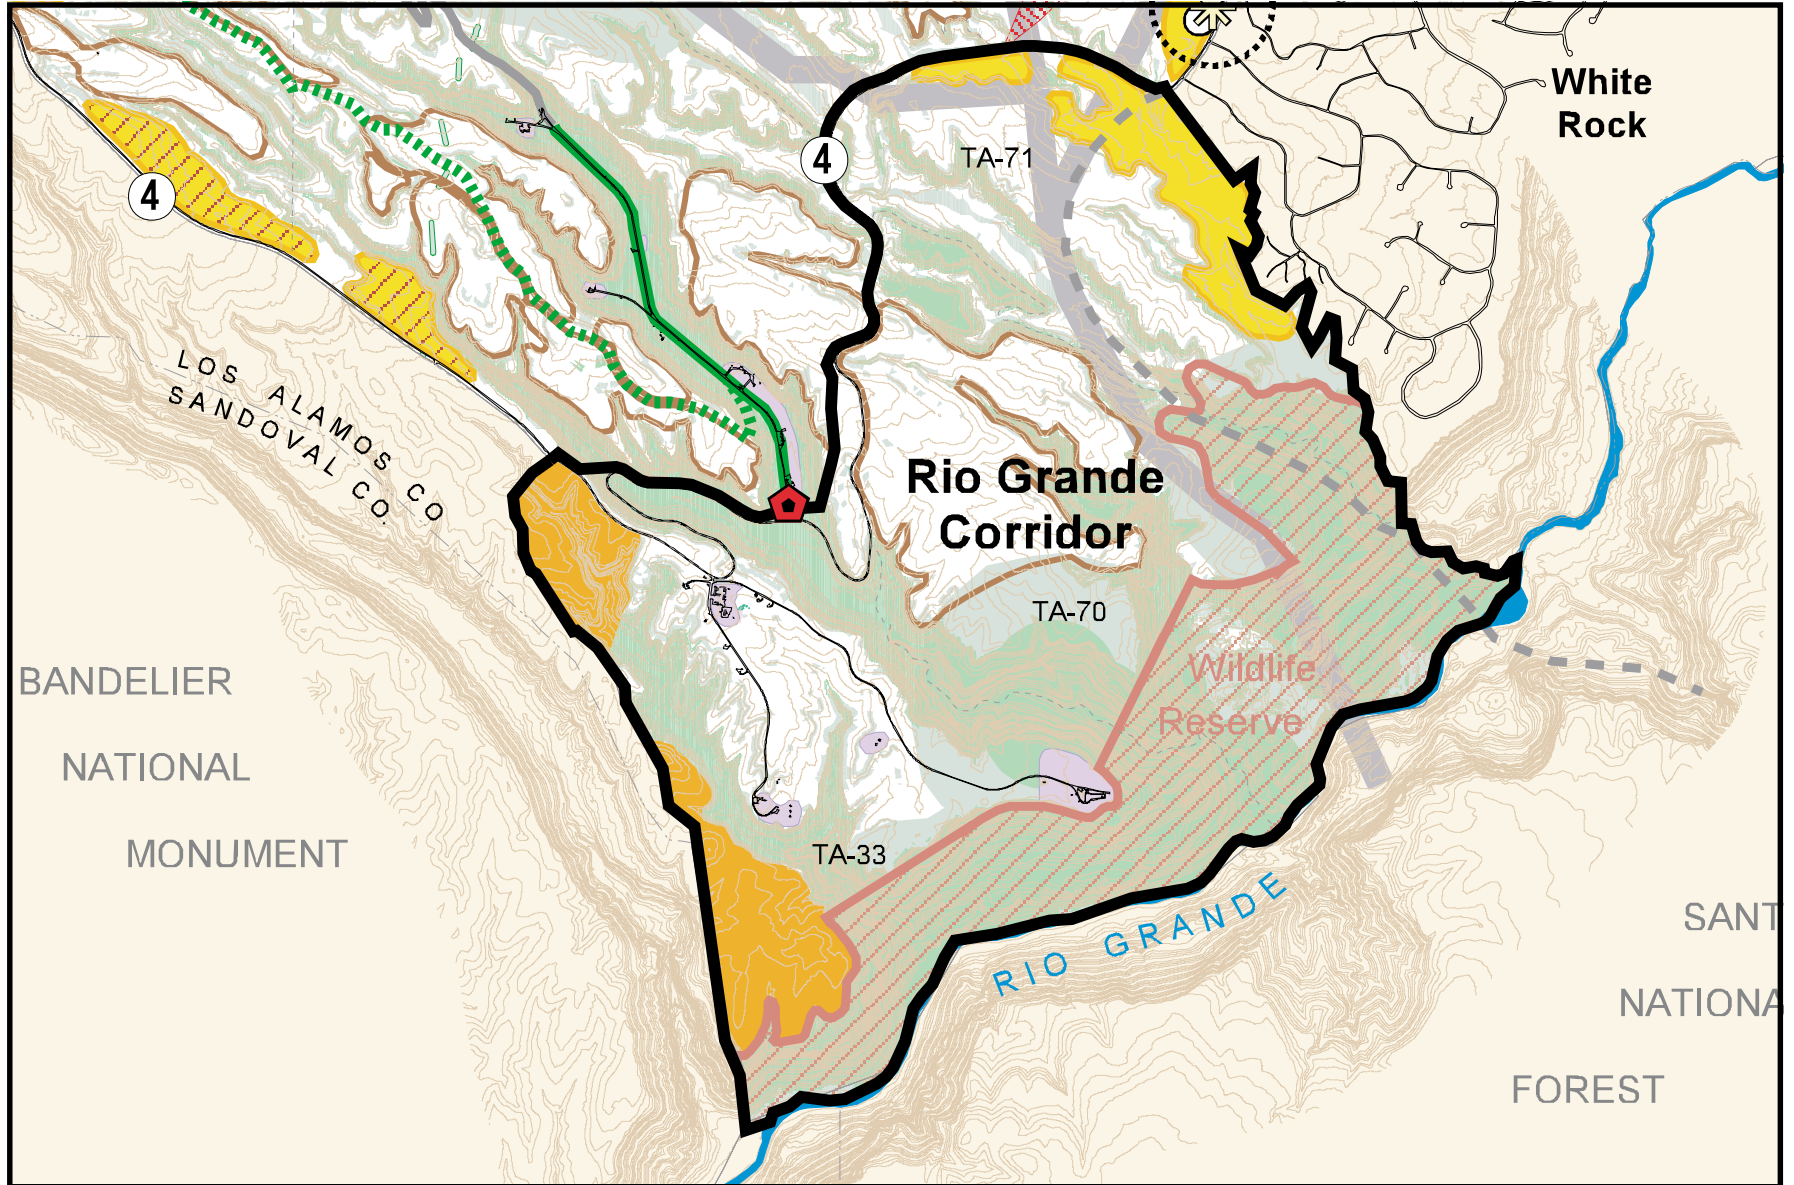 White
Rock
4
TA-71
4
LOS ALAMOS CO
SANDOVAL CO.
Rio Grande
Corridor
TA-70
Wildlife
Reserve
BANDELIER
NATIONAL
MONUMENT
TA-33
RIO GRANDE
SANT
NATIONA
FOREST